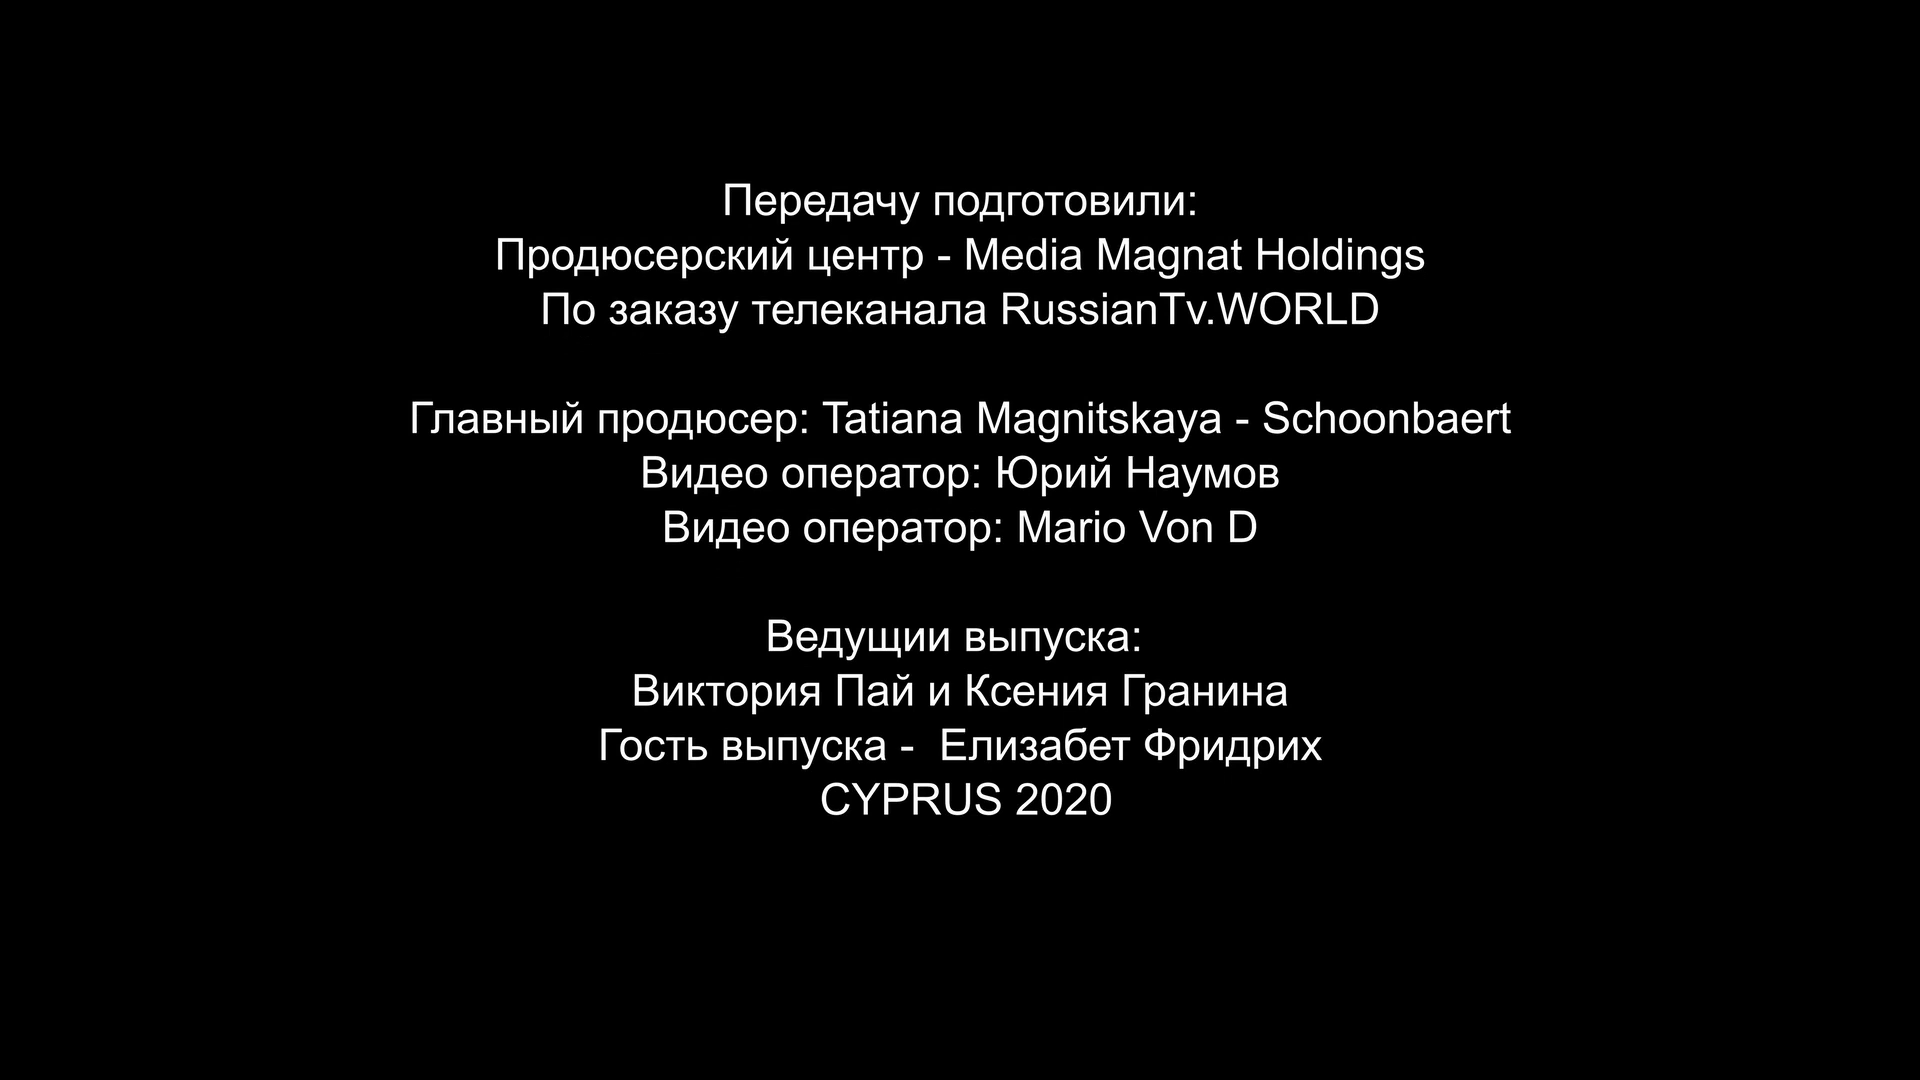 Передачу подготовили:
Продюсерский центр - Media Magnat Holdings
По заказу телеканала RussianTv.WORLD
Главный продюсер: Tatiana Magnitskaya - Schoonbaert
Видео оператор: Юрий Наумов
Видео оператор: Mario Von D
Ведущии выпуска:
Виктория Пай и Ксения Гранина
Гость выпуска - Елизабет Фридрих
CYPRUS 2020